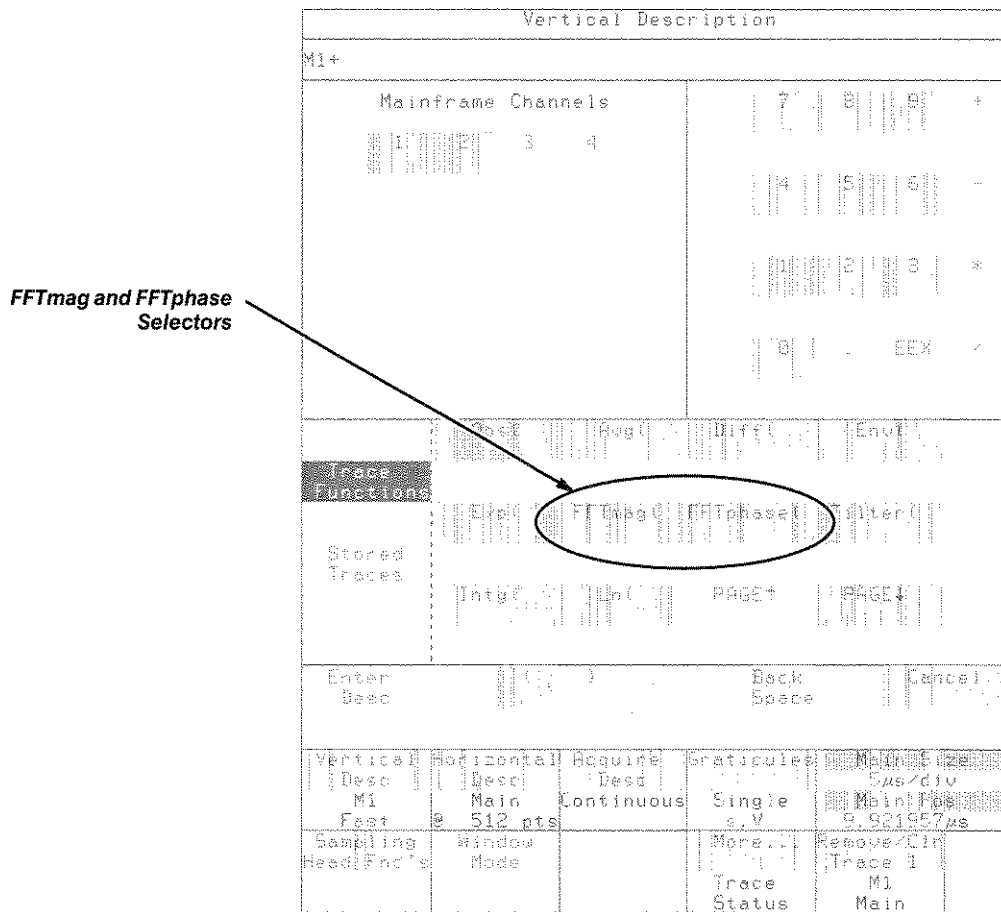 Vertical Description
M1+
Mainframe Channels
1 2 3 4
7 8 9 +
4 5 6 -
1 2 3 *
0 . EEX /
FFTmag and FFTphase
Selectors
Trace
Functions
Stored
Traces
Avg( Diff(
Exp( FFTmag( FFTphase( Filter(
Intg( Ln( PAGE↑ PAGE↓
Enter
Desc
( )
Back
Space
Cancel
Vertical
Desc
M1
Fast
Horizontal
Desc
Main
@ 512 pts
Acquire
Desc
Continuous
Graticules
Single
s,V
Main Size
5µs/div
Main Pos
9.921957µs
Sampling
Head Fnc's
Window
Mode
More..
Trace
Status
Remove/Clr
Trace 1
M1
Main